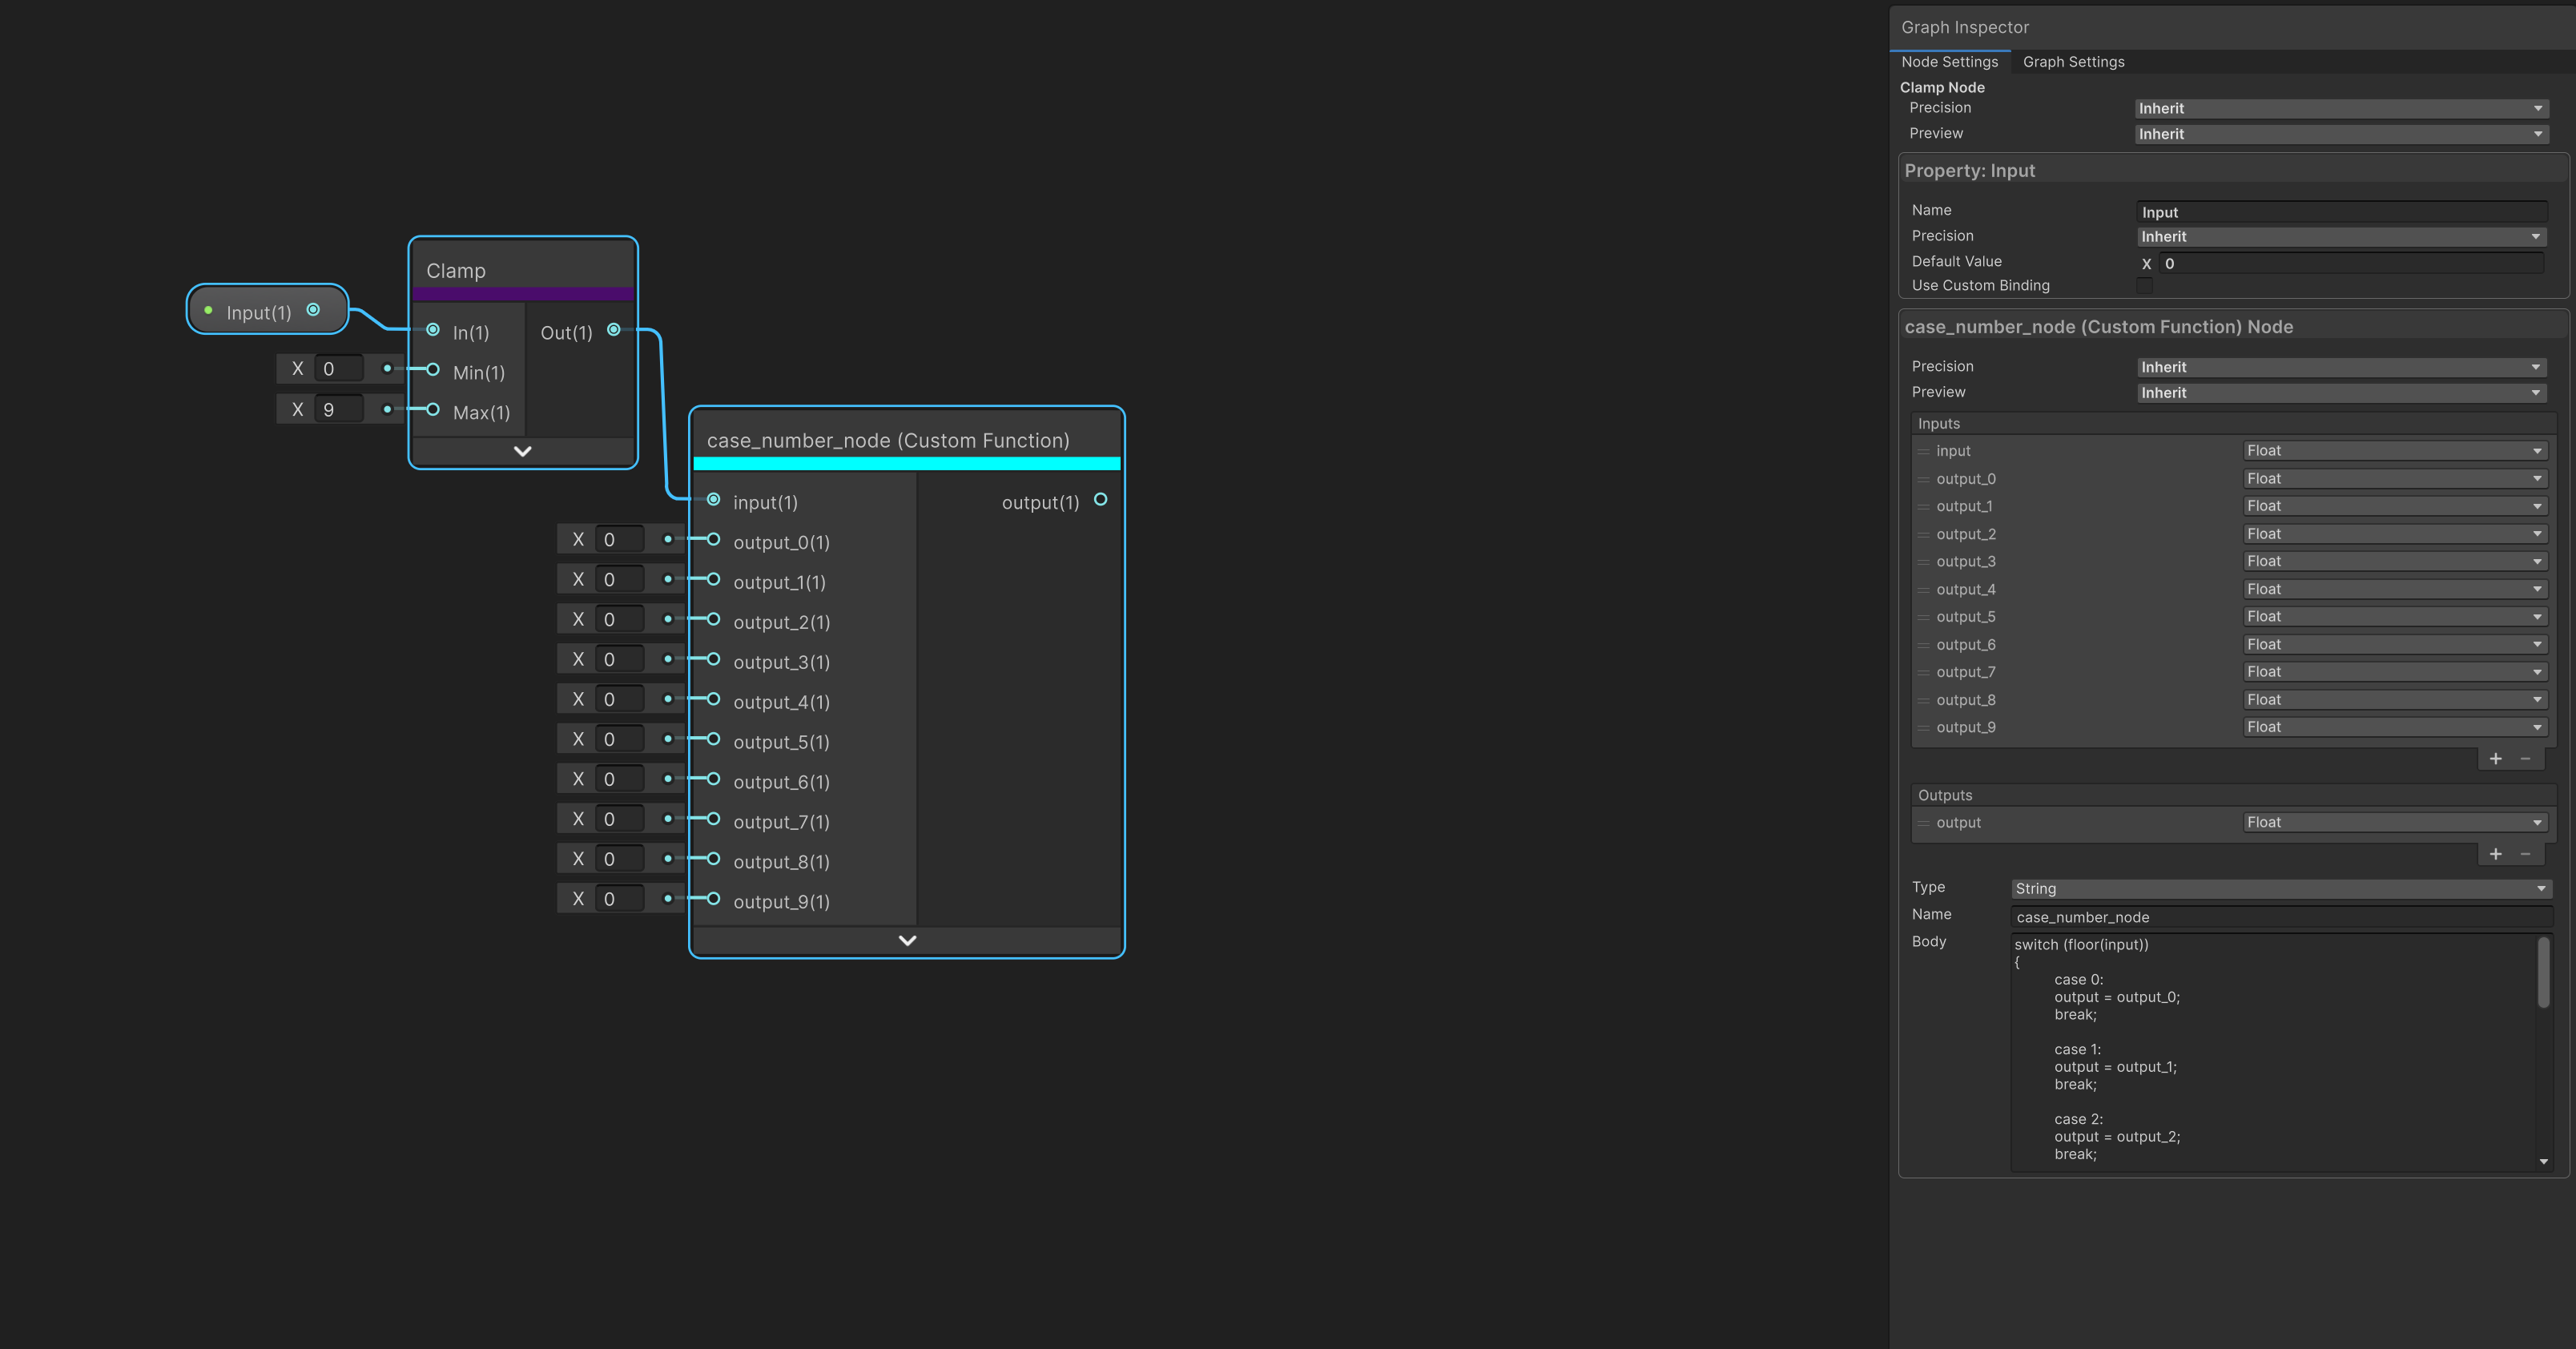 Input(1)
Clamp
In(1)
Out(1)
X 0
Min(1)
X 9
Max(1)
case_number_node (Custom Function)
input(1)
output(1)
X 0
output_0(1)
X 0
output_1(1)
X 0
output_2(1)
X 0
output_3(1)
X 0
output_4(1)
X 0
output_5(1)
X 0
output_6(1)
X 0
output_7(1)
X 0
output_8(1)
X 0
output_9(1)
Graph Inspector
Node Settings
Graph Settings
Clamp Node
Precision
Inherit
Preview
Inherit
Property: Input
Name
Input
Precision
Inherit
Default Value
X 0
Use Custom Binding
case_number_node (Custom Function) Node
Precision
Inherit
Preview
Inherit
Inputs
input
Float
output_0
Float
output_1
Float
output_2
Float
output_3
Float
output_4
Float
output_5
Float
output_6
Float
output_7
Float
output_8
Float
output_9
Float
+ −
Outputs
output
Float
+ −
Type
String
Name
case_number_node
Body
switch (floor(input))
{
case 0:
output = output_0;
break;
case 1:
output = output_1;
break;
case 2:
output = output_2;
break;